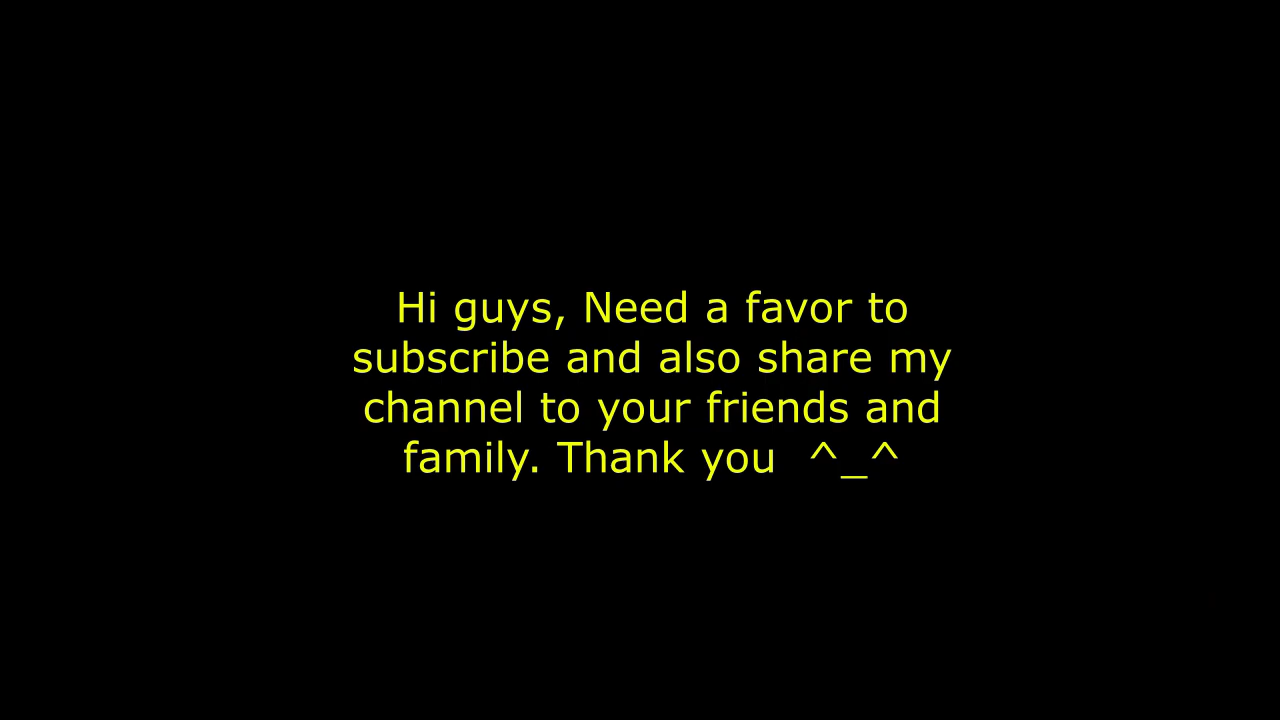 Hi guys, Need a favor to
subscribe and also share my
channel to your friends and
family. Thank you  ^_^